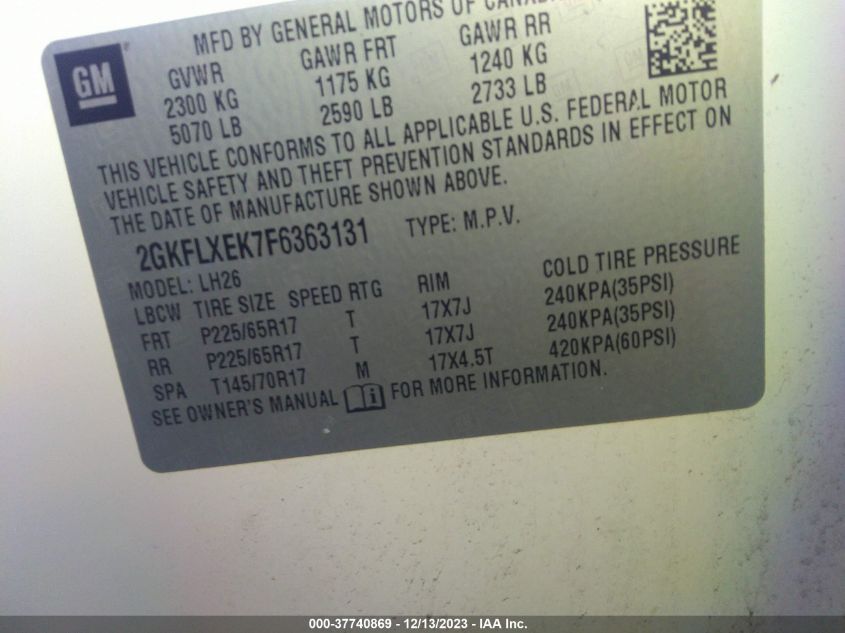 GM
MFD BY GENERAL MOTORS OF CANADA
GVWR GAWR FRT GAWR RR
2300 KG 1175 KG 1240 KG
5070 LB 2590 LB 2733 LB
THIS VEHICLE CONFORMS TO ALL APPLICABLE U.S. FEDERAL MOTOR
VEHICLE SAFETY AND THEFT PREVENTION STANDARDS IN EFFECT ON
THE DATE OF MANUFACTURE SHOWN ABOVE.
2GKFLXEK7F6363131 TYPE: M.P.V.
MODEL: LH26
LBCW TIRE SIZE SPEED RTG RIM COLD TIRE PRESSURE
FRT P225/65R17 T 17X7J 240KPA(35PSI)
RR P225/65R17 T 17X7J 240KPA(35PSI)
SPA T145/70R17 M 17X4.5T 420KPA(60PSI)
SEE OWNER'S MANUAL i FOR MORE INFORMATION.
000-37740869 - 12/13/2023 - IAA Inc.